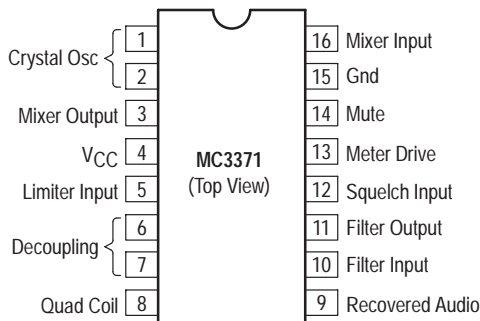 Crystal Osc
1
2
Mixer Output 3
VCC 4
Limiter Input 5
Decoupling
6
7
Quad Coil 8
MC3371
(Top View)
16 Mixer Input
15 Gnd
14 Mute
13 Meter Drive
12 Squelch Input
11 Filter Output
10 Filter Input
9 Recovered Audio